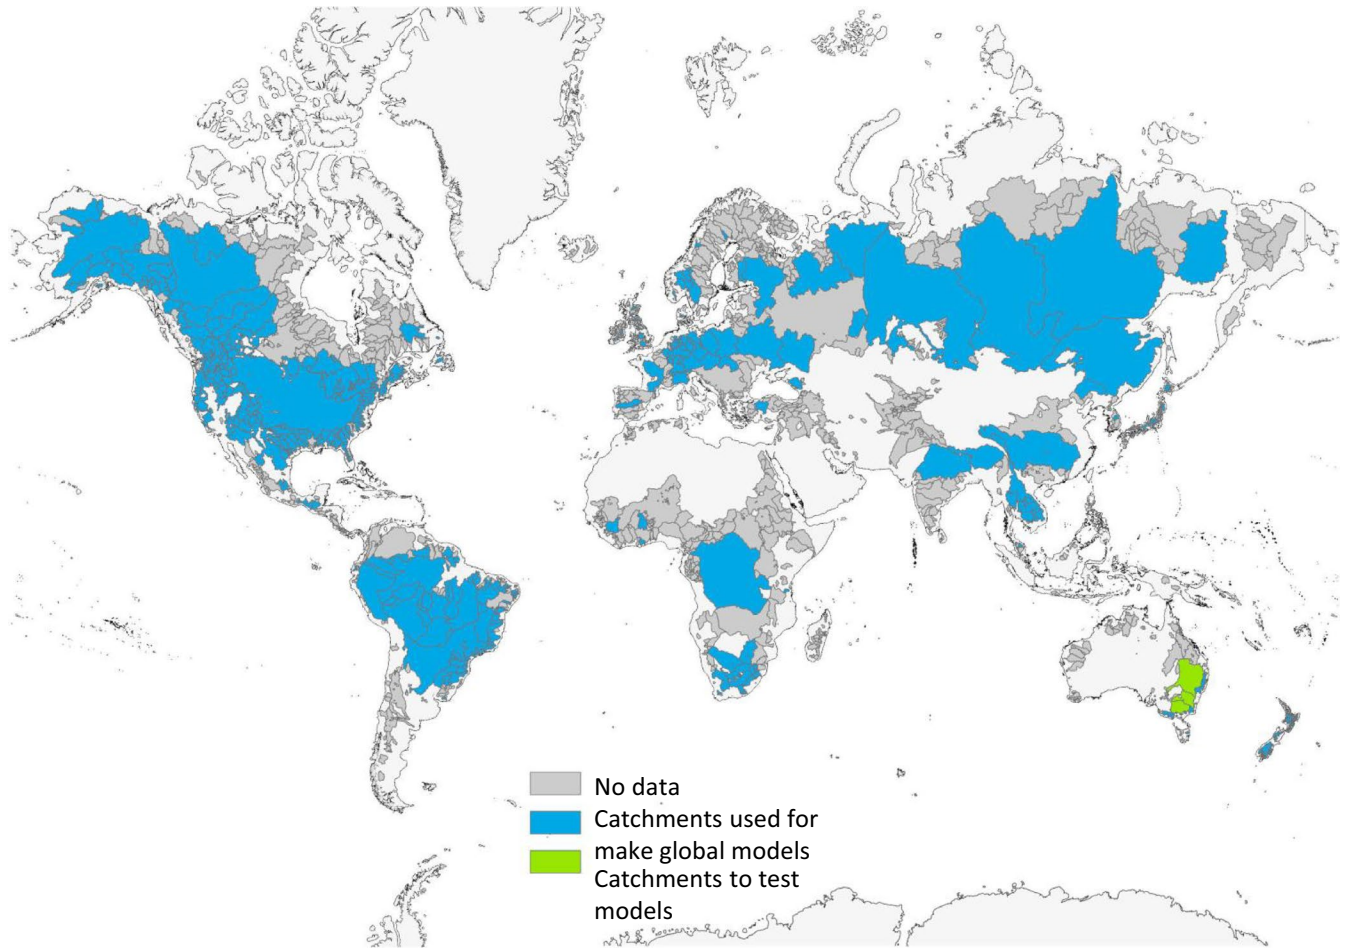 No data
Catchments used for
make global models
Catchments to test
models